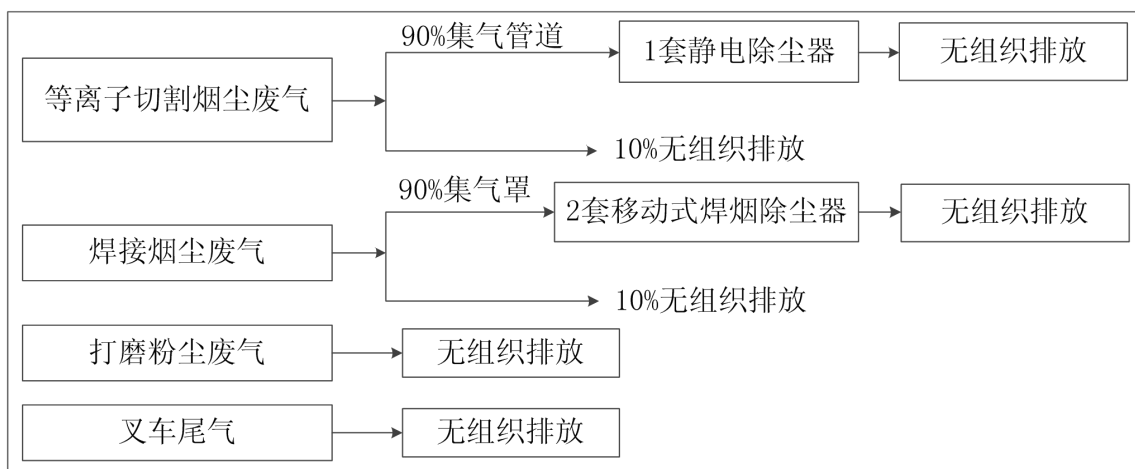 90%集气管道
1套静电除尘器
无组织排放
等离子切割烟尘废气
10%无组织排放
90%集气罩
2套移动式焊烟除尘器
无组织排放
焊接烟尘废气
10%无组织排放
打磨粉尘废气
无组织排放
叉车尾气
无组织排放